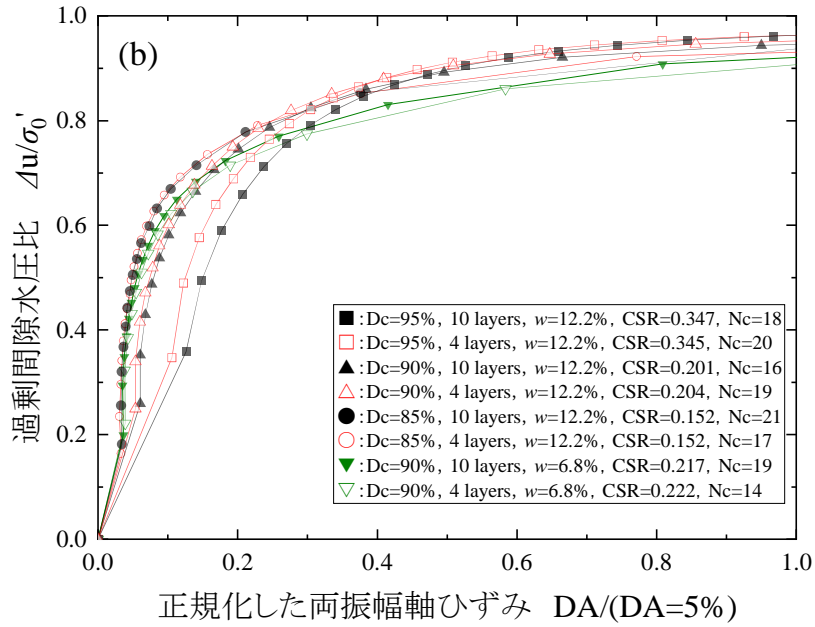 (b)
1.0
0.8
0.6
0.4
0.2
0.0
過剰間隙水圧比 Δu/σ0'
■:Dc=95%, 10 layers, w=12.2%, CSR=0.347, Nc=18
□:Dc=95%, 4 layers, w=12.2%, CSR=0.345, Nc=20
▲:Dc=90%, 10 layers, w=12.2%, CSR=0.201, Nc=16
△:Dc=90%, 4 layers, w=12.2%, CSR=0.204, Nc=19
●:Dc=85%, 10 layers, w=12.2%, CSR=0.152, Nc=21
○:Dc=85%, 4 layers, w=12.2%, CSR=0.152, Nc=17
▼:Dc=90%, 10 layers, w=6.8%, CSR=0.217, Nc=19
▽:Dc=90%, 4 layers, w=6.8%, CSR=0.222, Nc=14
0.0 0.2 0.4 0.6 0.8 1.0
正規化した両振幅軸ひずみ DA/(DA=5%)